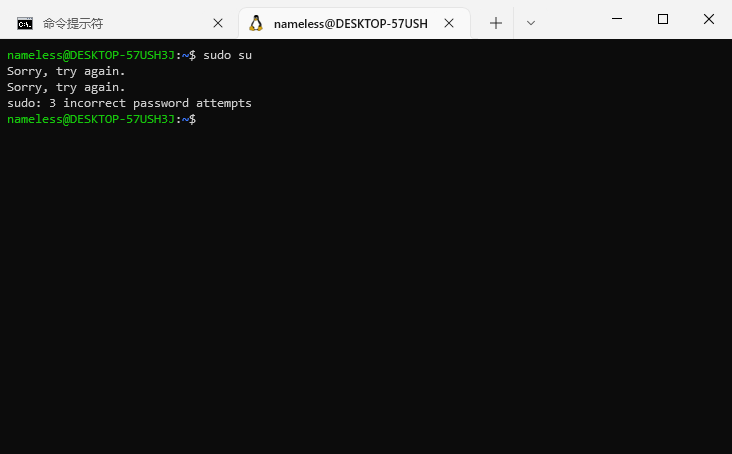 命令提示符
nameless@DESKTOP-57USH
nameless@DESKTOP-57USH3J:~$ sudo su
Sorry, try again.
Sorry, try again.
sudo: 3 incorrect password attempts
nameless@DESKTOP-57USH3J:~$